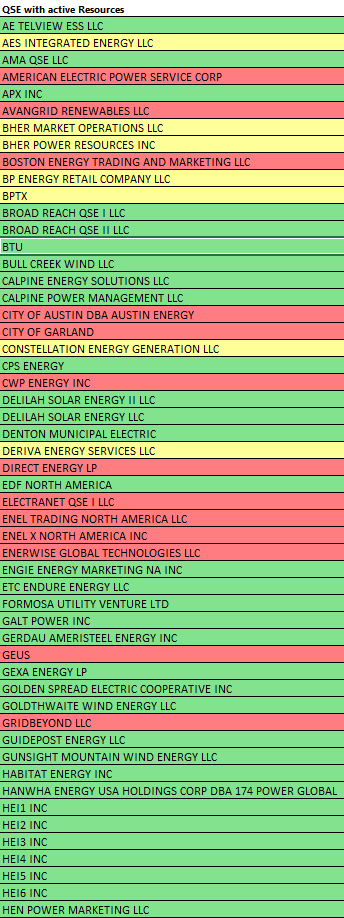 QSE with active Resources
AE TELVIEW ESS LLC
AES INTEGRATED ENERGY LLC
AMA QSE LLC
AMERICAN ELECTRIC POWER SERVICE CORP
APX INC
AVANGRID RENEWABLES LLC
BHER MARKET OPERATIONS LLC
BHER POWER RESOURCES INC
BOSTON ENERGY TRADING AND MARKETING LLC
BP ENERGY RETAIL COMPANY LLC
BPTX
BROAD REACH QSE I LLC
BROAD REACH QSE II LLC
BTU
BULL CREEK WIND LLC
CALPINE ENERGY SOLUTIONS LLC
CALPINE POWER MANAGEMENT LLC
CITY OF AUSTIN DBA AUSTIN ENERGY
CITY OF GARLAND
CONSTELLATION ENERGY GENERATION LLC
CPS ENERGY
CWP ENERGY INC
DELILAH SOLAR ENERGY II LLC
DELILAH SOLAR ENERGY LLC
DENTON MUNICIPAL ELECTRIC
DERIVA ENERGY SERVICES LLC
DIRECT ENERGY LP
EDF NORTH AMERICA
ELECTRANET QSE I LLC
ENEL TRADING NORTH AMERICA LLC
ENEL X NORTH AMERICA INC
ENERWISE GLOBAL TECHNOLOGIES LLC
ENGIE ENERGY MARKETING NA INC
ETC ENDURE ENERGY LLC
FORMOSA UTILITY VENTURE LTD
GALT POWER INC
GERDAU AMERISTEEL ENERGY INC
GEUS
GEXA ENERGY LP
GOLDEN SPREAD ELECTRIC COOPERATIVE INC
GOLDTHWAITE WIND ENERGY LLC
GRIDBEYOND LLC
GUIDEPOST ENERGY LLC
GUNSIGHT MOUNTAIN WIND ENERGY LLC
HABITAT ENERGY INC
HANWHA ENERGY USA HOLDINGS CORP DBA 174 POWER GLOBAL
HEI1 INC
HEI2 INC
HEI3 INC
HEI4 INC
HEI5 INC
HEI6 INC
HEN POWER MARKETING LLC